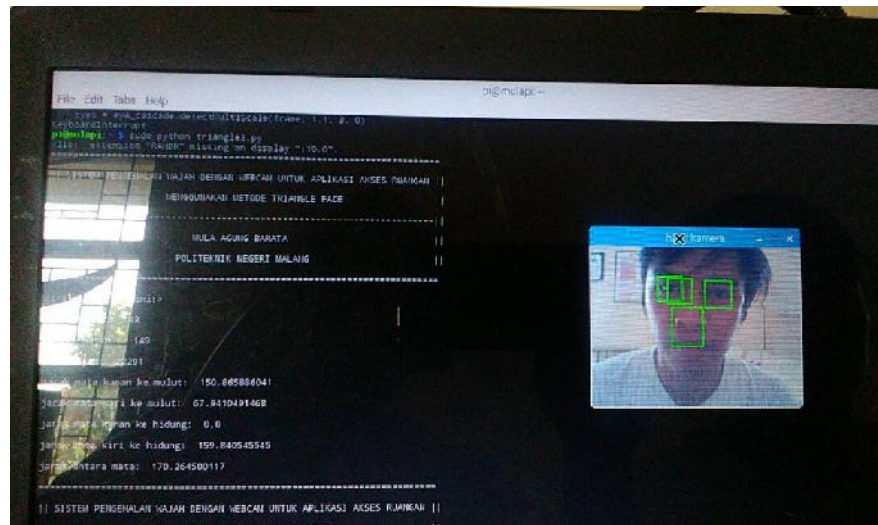 File Edit Tabs Help
pi@mulapi: ~
eyes = eye_cascade.detectMultiScale(frame, 1.1, 8, 0)
KeyboardInterrupt
pi@mulapi: ~ $ sudo python triangle3.py
Xlib: extension "RANDR" missing on display ":10.0".
|| SISTEM PENGENALAN WAJAH DENGAN WEBCAM UNTUK APLIKASI AKSES RUANGAN ||
MENGGUNAKAN METODE TRIANGLE FACE
MULA AGUNG BARATA ||
POLITEKNIK NEGERI MALANG ||
149
22201
jarak mata kanan ke mulut: 150.865886041
jarak mata kiri ke mulut: 67.9410491468
jarak mata kanan ke hidung: 0.0
jarak mata kiri ke hidung: 159.840545545
jarak antara mata: 170.264500117
|| SISTEM PENGENALAN WAJAH DENGAN WEBCAM UNTUK APLIKASI AKSES RUANGAN ||
kamera